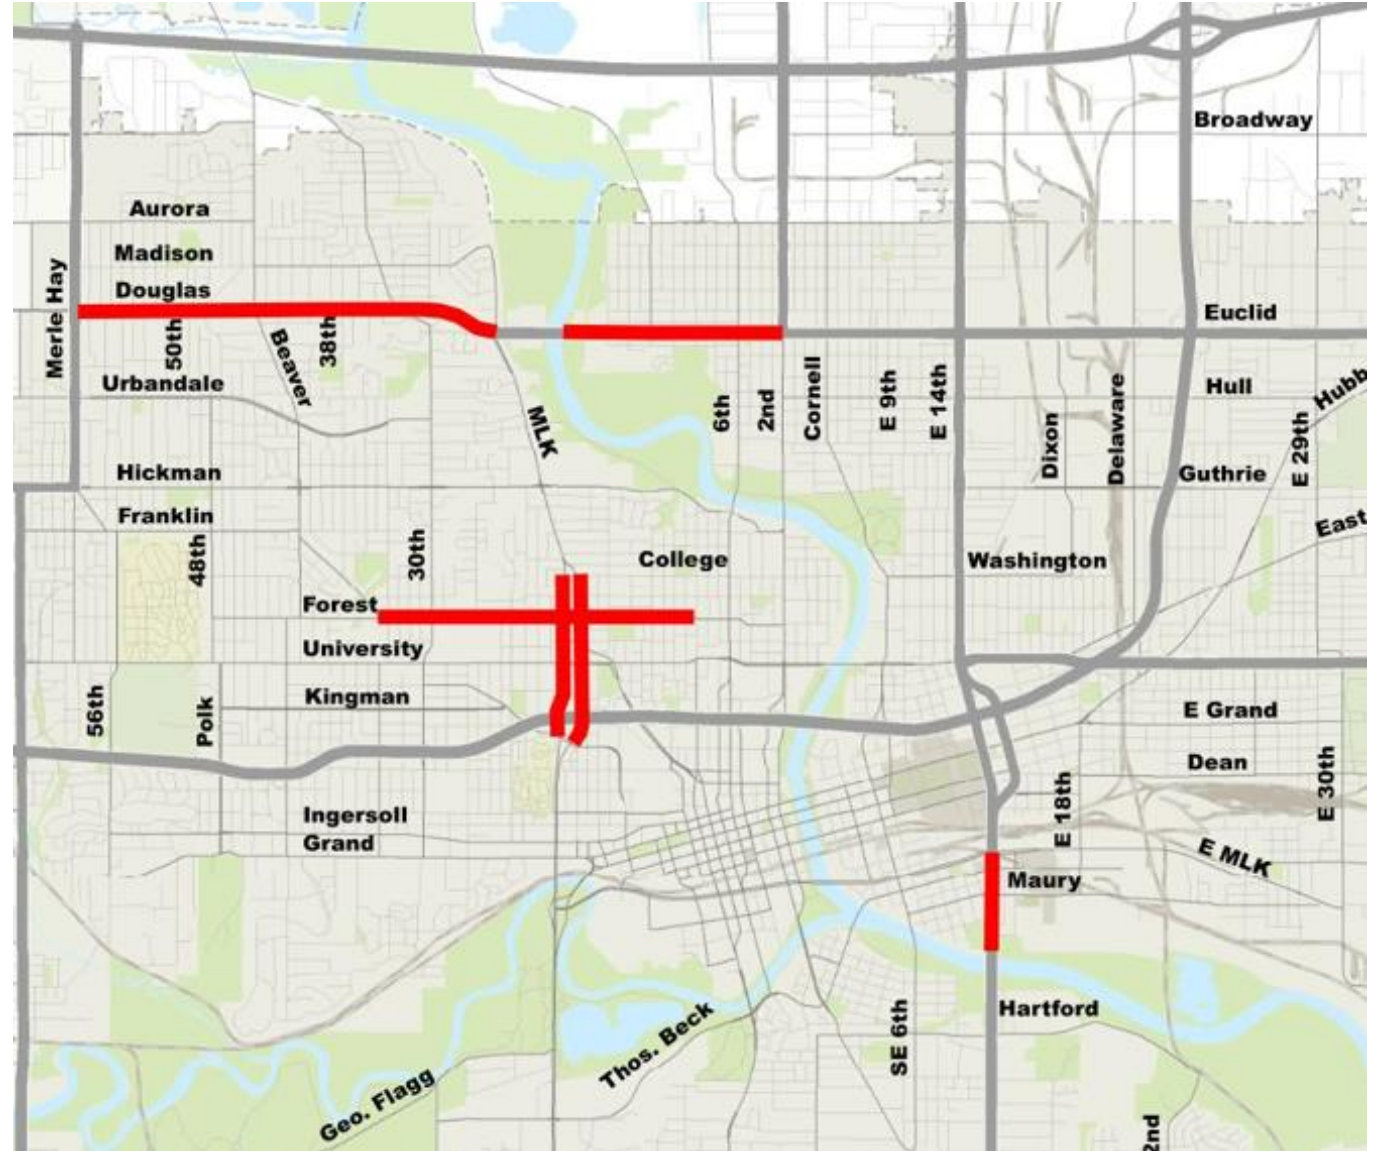 Broadway
Aurora
Madison
Douglas
Merle Hay
50th
Beaver
38th
Euclid
Urbandale
MLK
6th
2nd
Cornell
E 9th
E 14th
Dixon
Delaware
Hull
Hubb
E 29th
Hickman
Guthrie
Franklin
East
48th
30th
College
Washington
Forest
University
Kingman
56th
Polk
E Grand
Dean
E 18th
E 30th
Ingersoll
Grand
E MLK
Maury
Hartford
SE 6th
Thos. Beck
Geo. Flagg
2nd